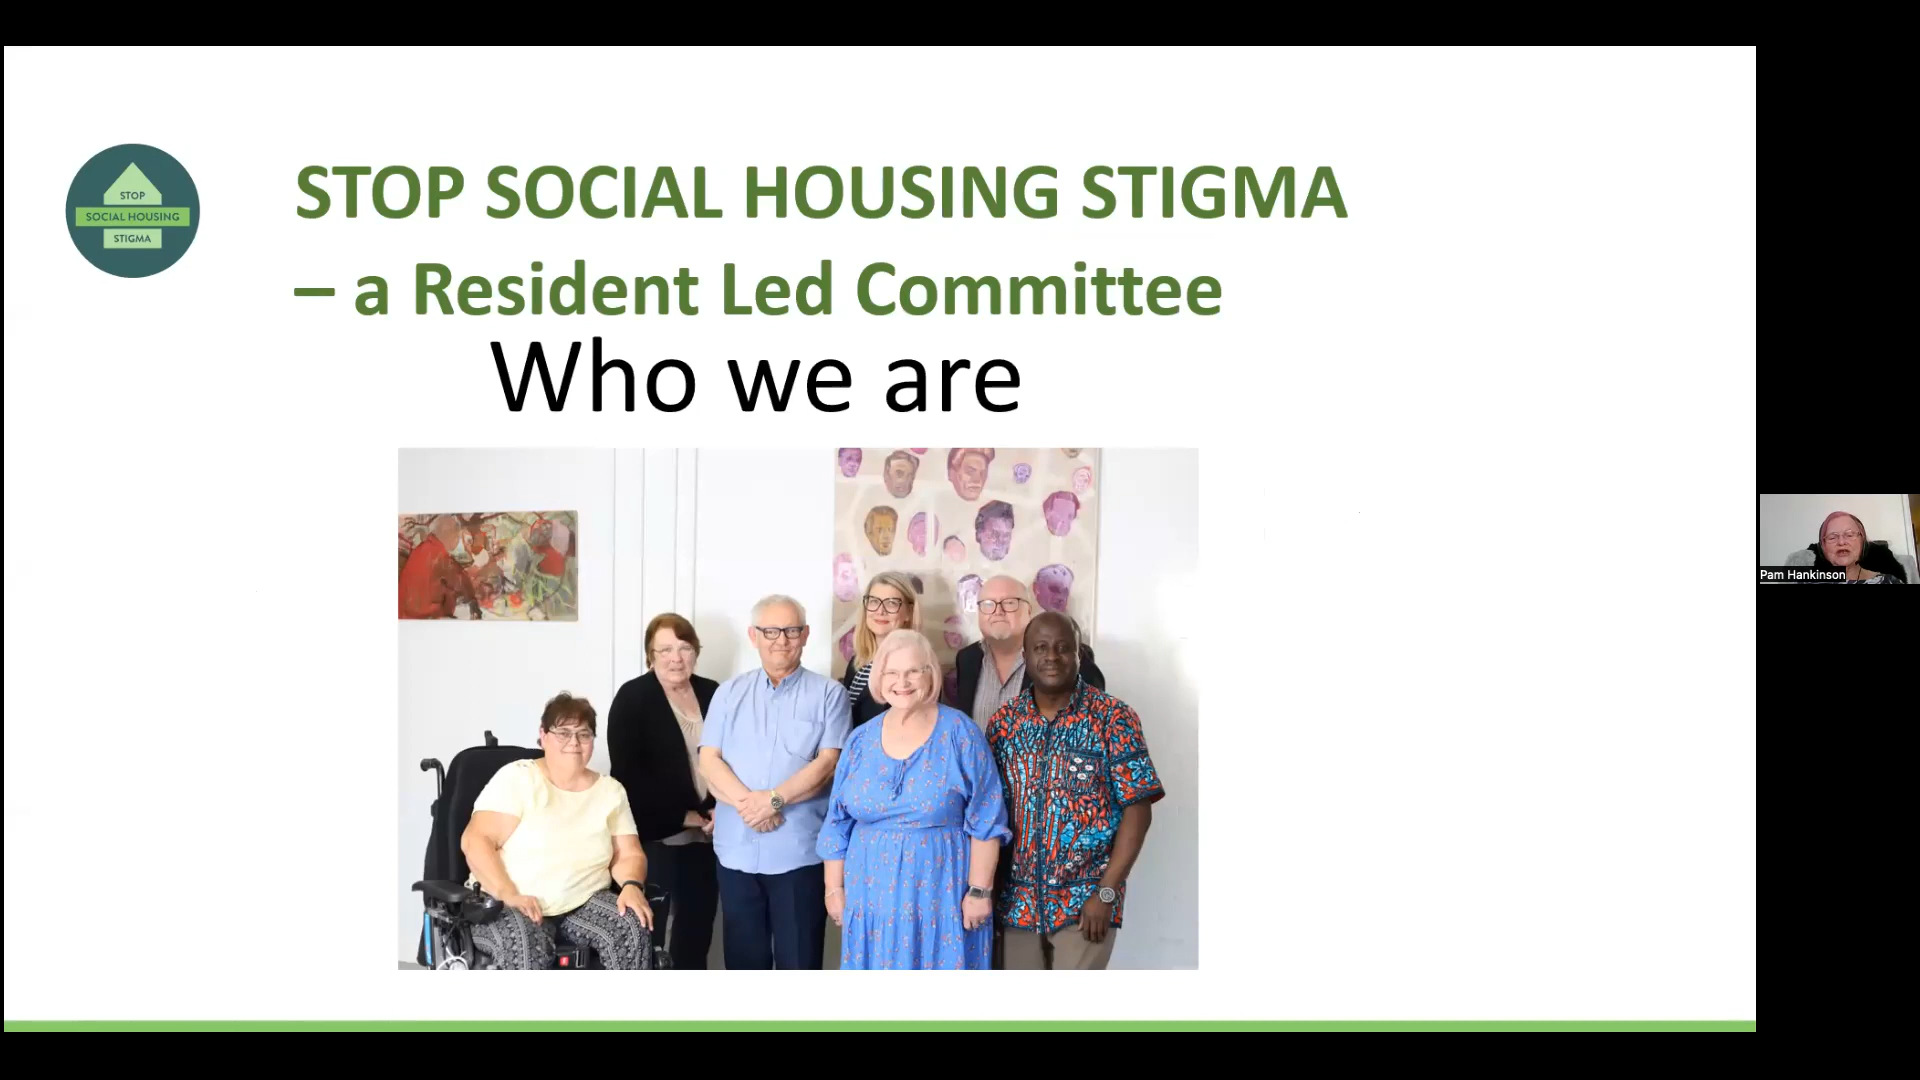 STOP
SOCIAL HOUSING
STIGMA
STOP SOCIAL HOUSING STIGMA
– a Resident Led Committee
Who we are
Pam Hankinson